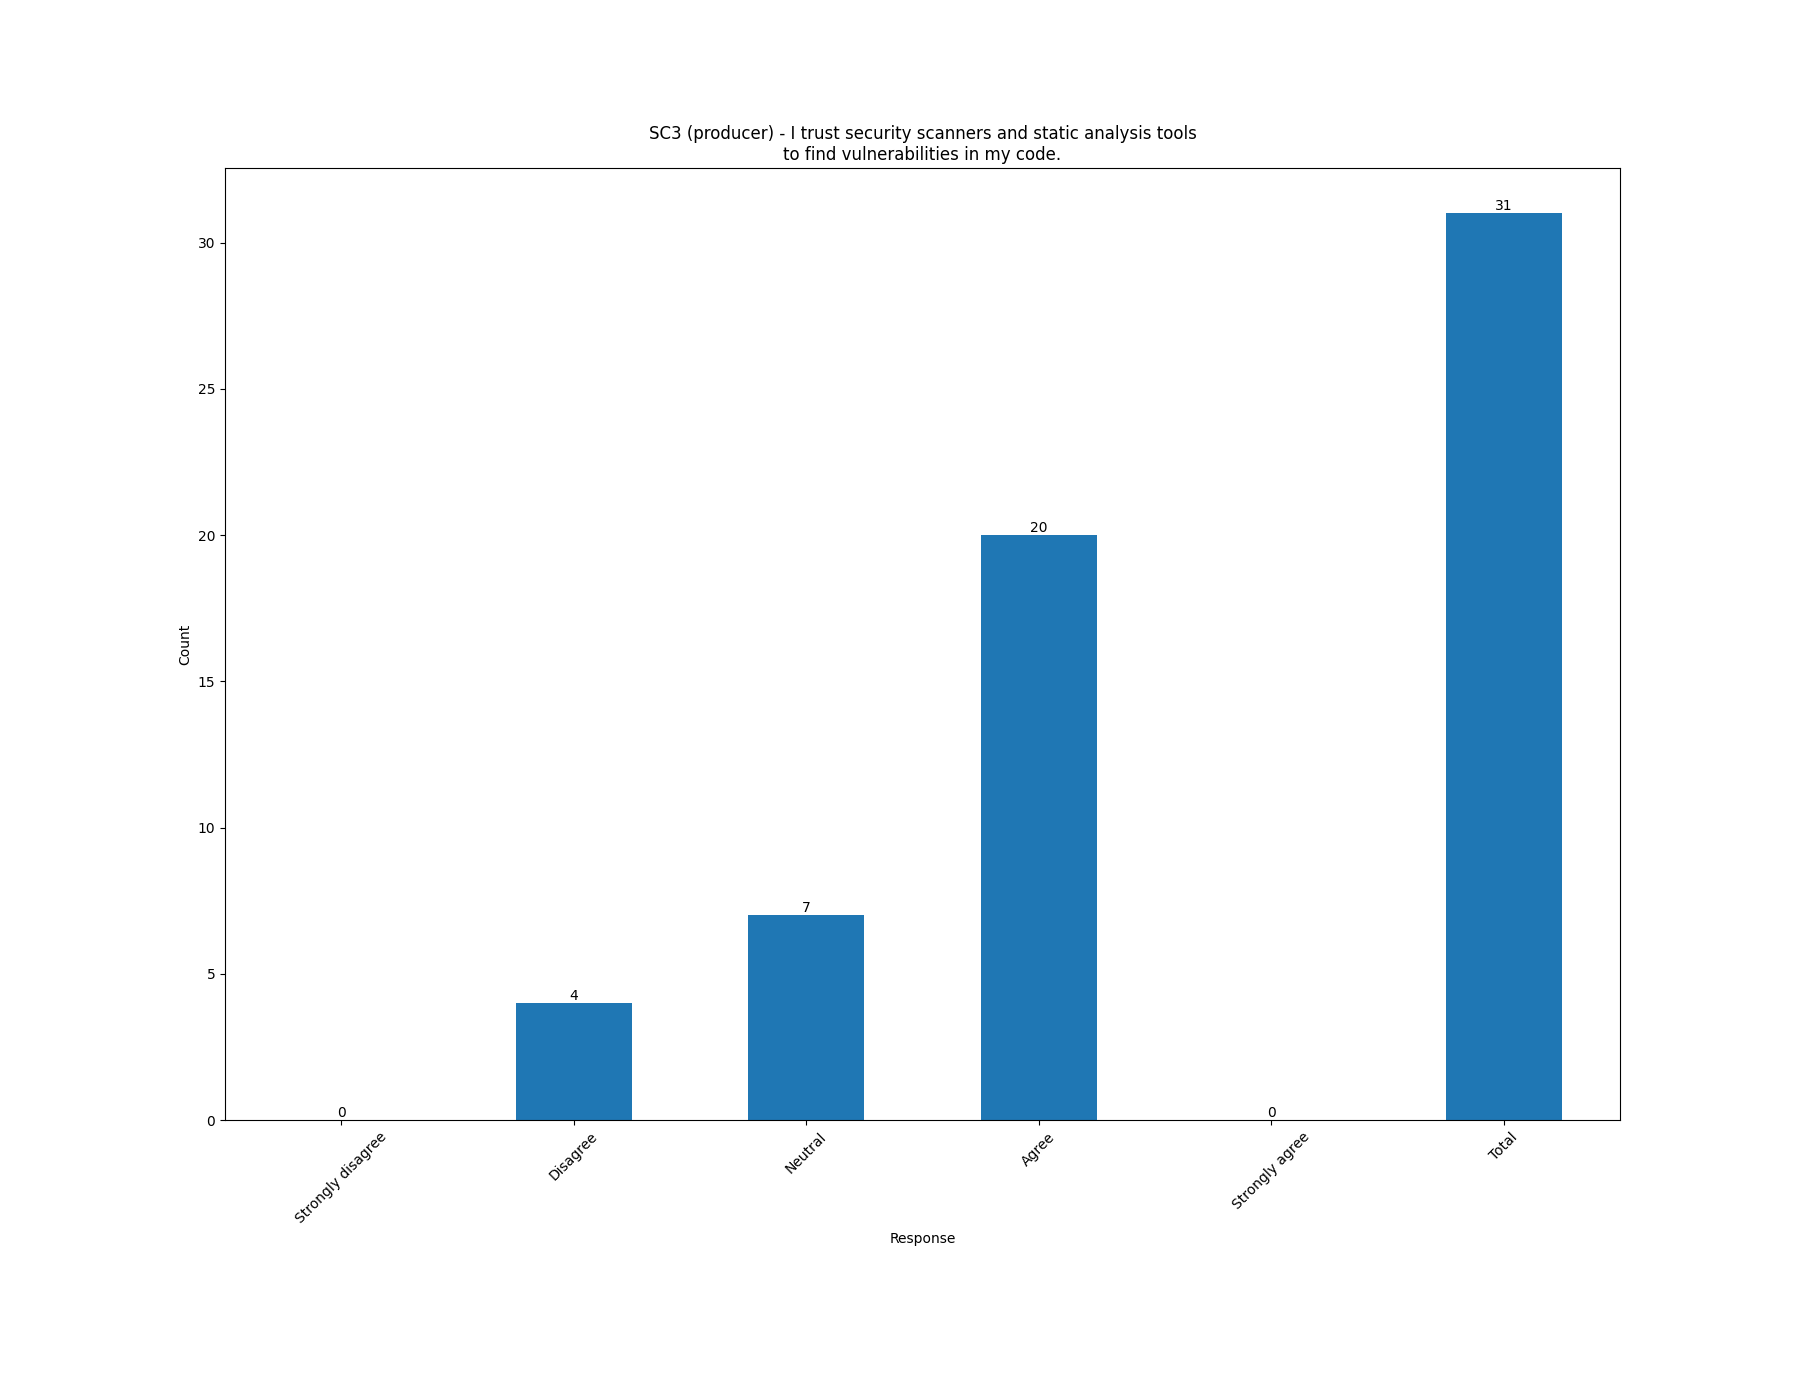 SC3 (producer) - I trust security scanners and static analysis tools
to find vulnerabilities in my code.
31
30
25
20
20
Count
15
10
7
5
4
0
0
0
Strongly disagree
Disagree
Neutral
Agree
Strongly agree
Total
Response